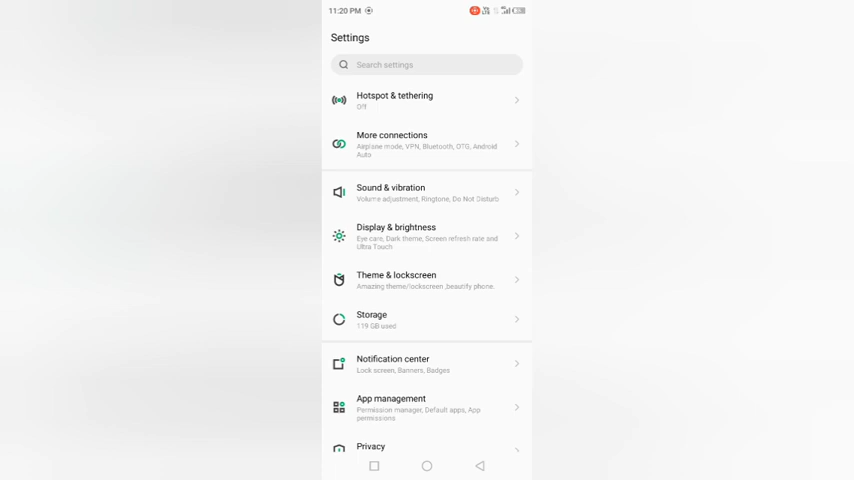 11:20 PM
Settings
Search settings
Hotspot & tethering
Off
More connections
Airplane mode, VPN, Bluetooth, OTG, Android
Auto
Sound & vibration
Volume adjustment, Ringtone, Do Not Disturb
Display & brightness
Eye care, Dark theme, Screen refresh rate and
Ultra Touch
Theme & lockscreen
Amazing theme/lockscreen ,beautify phone.
Storage
119 GB used
Notification center
Lock screen, Banners, Badges
App management
Permission manager, Default apps, App
permissions
Privacy